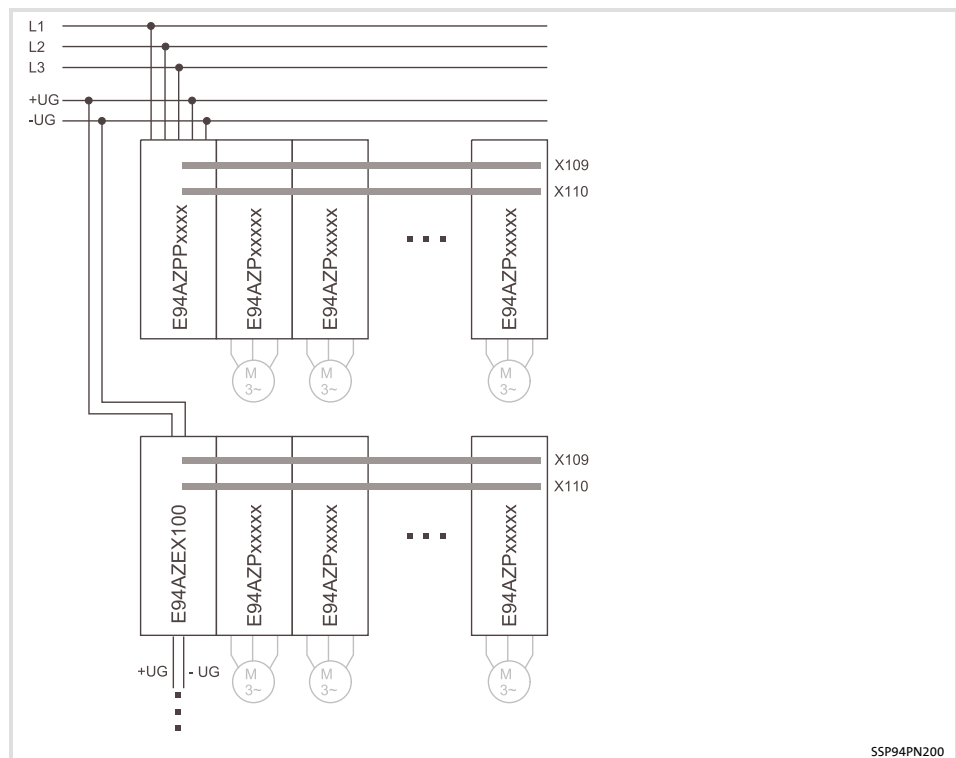 L1
L2
L3
+UG
-UG
X109
X110
E94AZPPxxxx
E94AZPxxxxx
E94AZPxxxxx
E94AZPxxxxx
M
3~
M
3~
M
3~
X109
X110
E94AZEX100
E94AZPxxxxx
E94AZPxxxxx
E94AZPxxxxx
+UG
- UG
M
3~
M
3~
M
3~
SSP94PN200